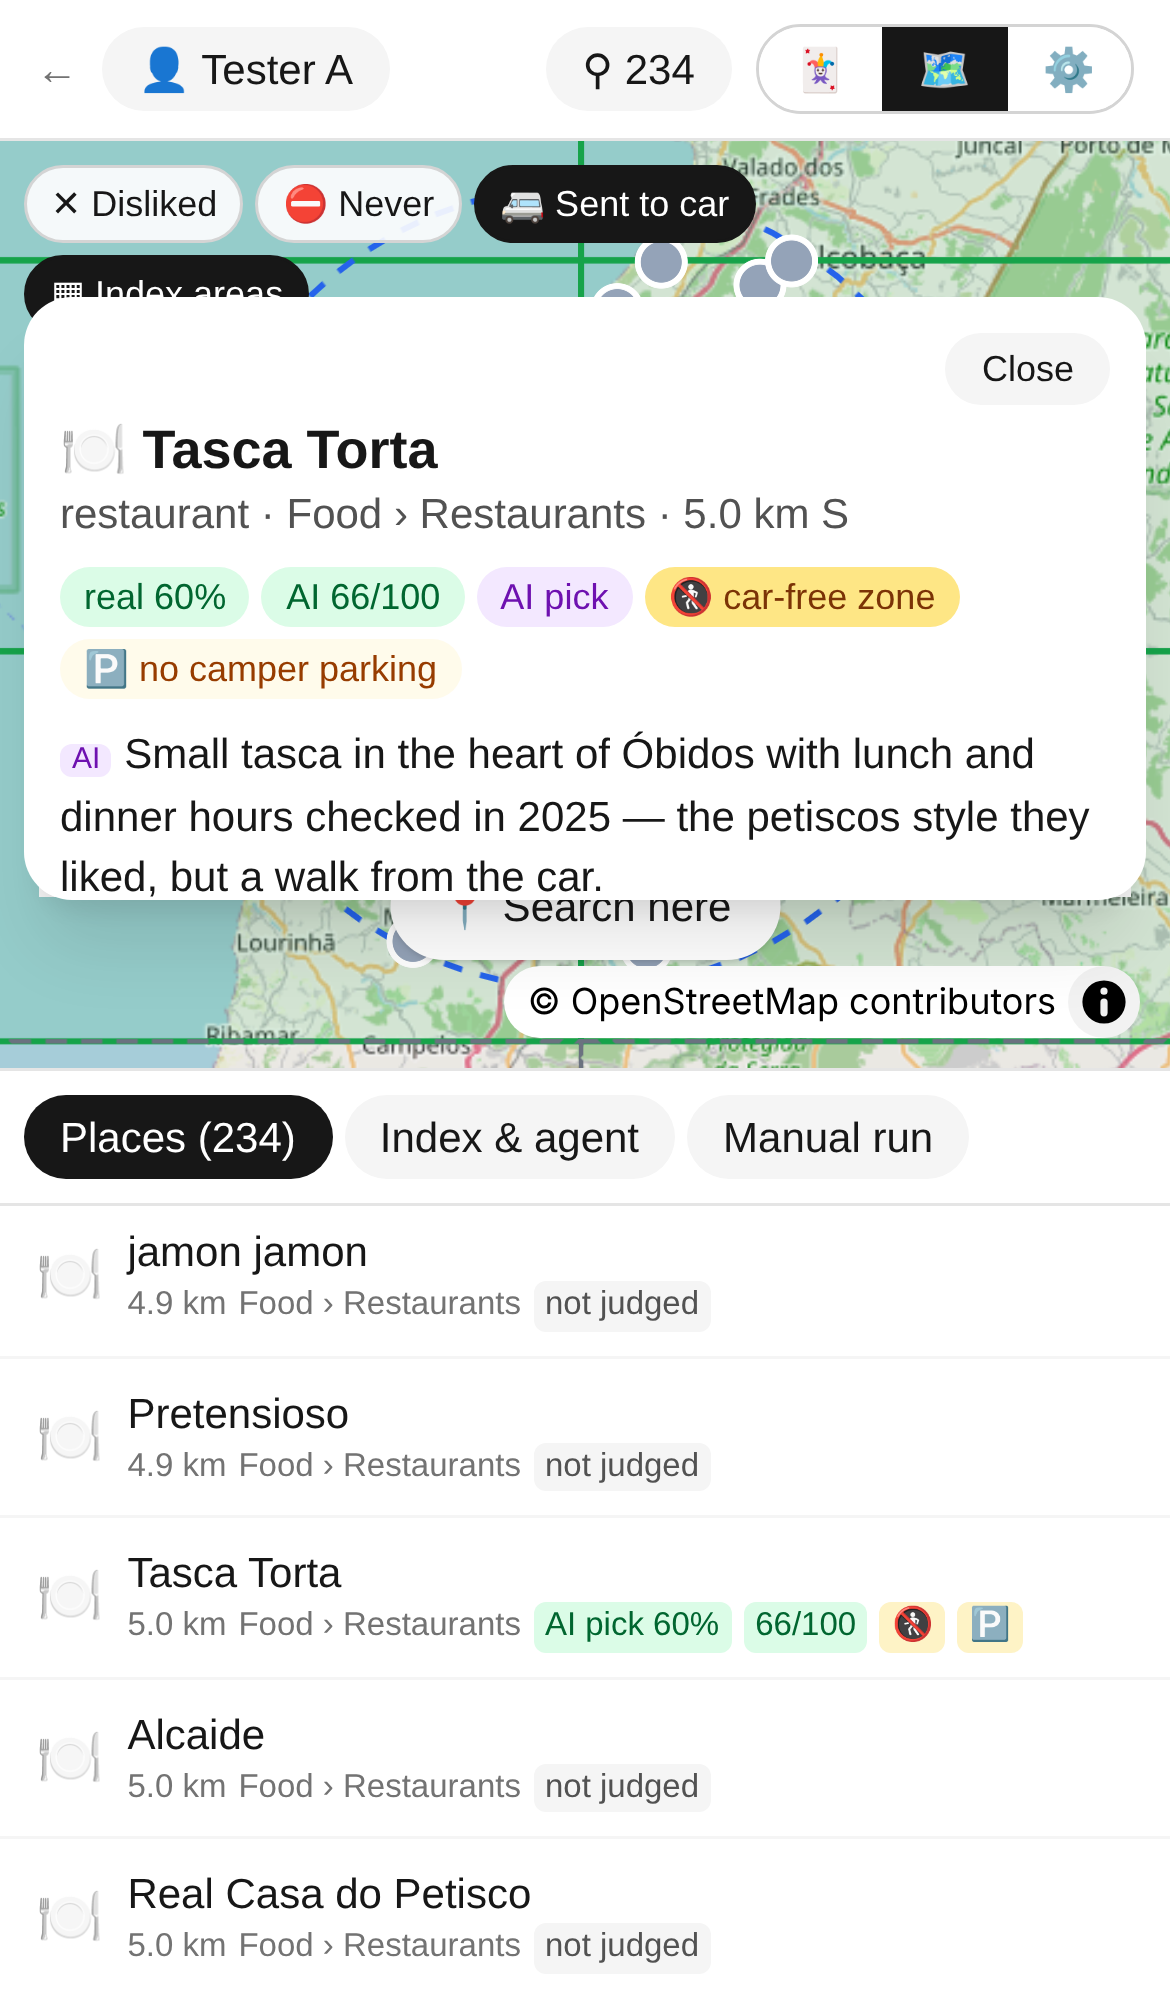 ← Tester A 234
Valado dos
Frades
Juncal
✕ Disliked
Never
Sent to car
Alcobaça
Index areas
Close
Tasca Torta
restaurant · Food › Restaurants · 5.0 km S
real 60% AI 66/100 AI pick car-free zone
P no camper parking
AI Small tasca in the heart of Óbidos with lunch and
dinner hours checked in 2025 — the petiscos style they
liked, but a walk from the car.
Search here
Lourinhã
© OpenStreetMap contributors
Ribamar
Campelos
Places (234) Index & agent Manual run
jamon jamon
4.9 km Food › Restaurants not judged
Pretensioso
4.9 km Food › Restaurants not judged
Tasca Torta
5.0 km Food › Restaurants AI pick 60% 66/100 P
Alcaide
5.0 km Food › Restaurants not judged
Real Casa do Petisco
5.0 km Food › Restaurants not judged